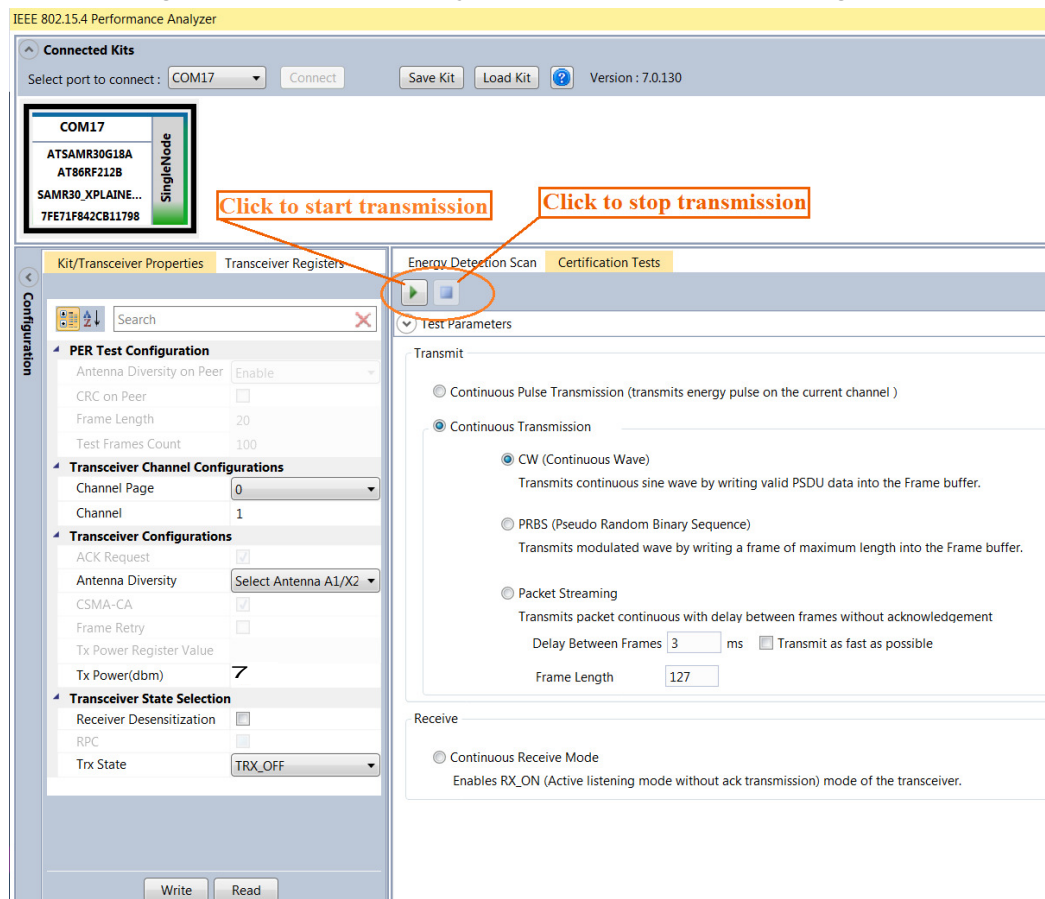 IEEE 802.15.4 Performance Analyzer
Connected Kits
Select port to connect : COM17 Connect Save Kit Load Kit ? Version : 7.0.130
COM17
ATSAMR30G18A
AT86RF212B
SAMR30_XPLAINE...
7FE71F842CB11798
SingleNode
Click to start transmission
Click to stop transmission
Configuration
Kit/Transceiver Properties Transceiver Registers
Search
PER Test Configuration
Antenna Diversity on Peer Enable
CRC on Peer
Frame Length 20
Test Frames Count 100
Transceiver Channel Configurations
Channel Page 0
Channel 1
Transceiver Configurations
ACK Request
Antenna Diversity Select Antenna A1/X2
CSMA-CA
Frame Retry
Tx Power Register Value
Tx Power(dbm) 7
Transceiver State Selection
Receiver Desensitization
RPC
Trx State TRX_OFF
Write Read
Energy Detection Scan Certification Tests
Test Parameters
Transmit
Continuous Pulse Transmission (transmits energy pulse on the current channel )
Continuous Transmission
CW (Continuous Wave)
Transmits continuous sine wave by writing valid PSDU data into the Frame buffer.
PRBS (Pseudo Random Binary Sequence)
Transmits modulated wave by writing a frame of maximum length into the Frame buffer.
Packet Streaming
Transmits packet continuous with delay between frames without acknowledgement
Delay Between Frames 3 ms Transmit as fast as possible
Frame Length 127
Receive
Continuous Receive Mode
Enables RX_ON (Active listening mode without ack transmission) mode of the transceiver.